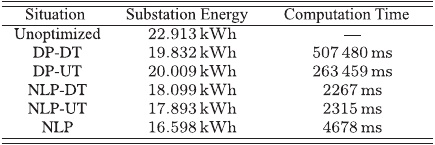 Situation Substation Energy Computation Time
Unoptimized 22.913 kWh —
DP-DT 19.832 kWh 507 480 ms
DP-UT 20.009 kWh 263 459 ms
NLP-DT 18.099 kWh 2267 ms
NLP-UT 17.893 kWh 2315 ms
NLP 16.598 kWh 4678 ms